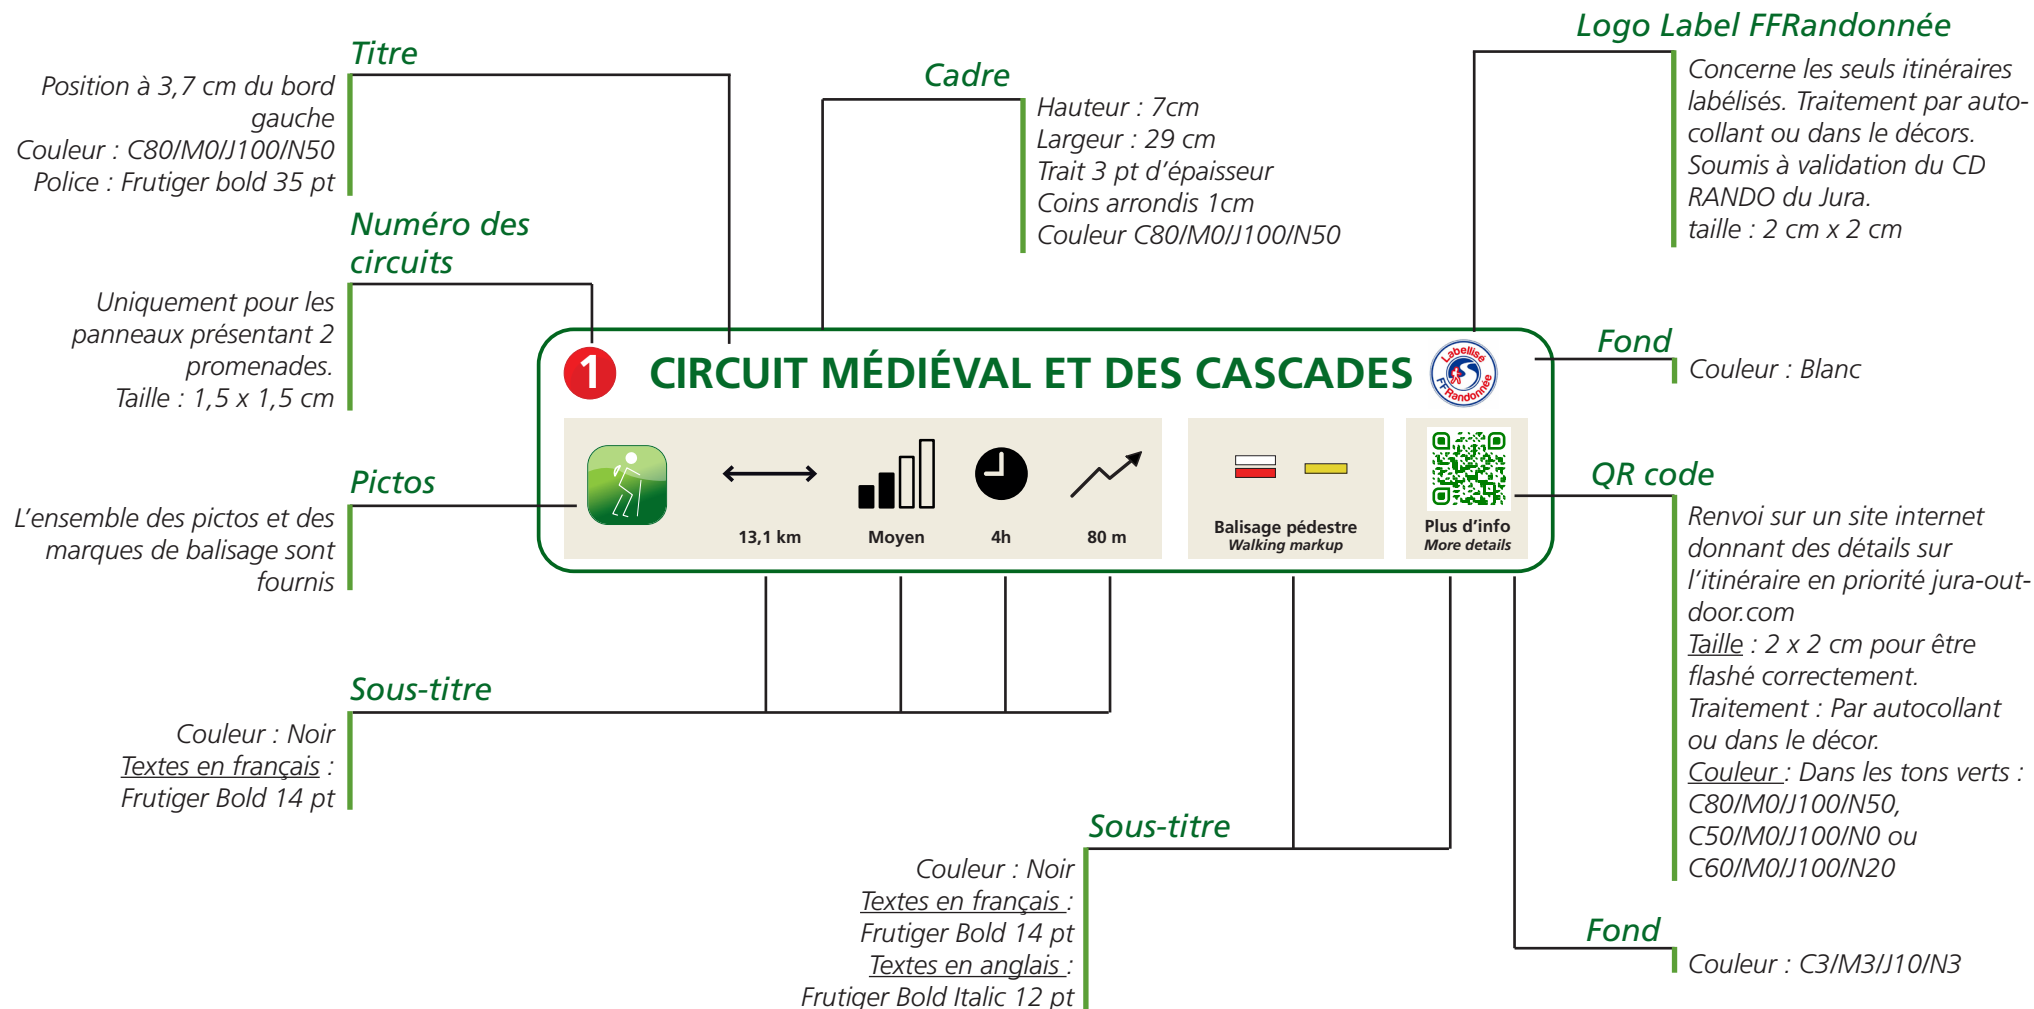 Titre
Position à 3,7 cm du bord
gauche
Couleur : C80/M0/J100/N50
Police : Frutiger bold 35 pt
Numéro des
circuits
Uniquement pour les
panneaux présentant 2
promenades.
Taille : 1,5 x 1,5 cm
Pictos
L’ensemble des pictos et des
marques de balisage sont
fournis
Cadre
Hauteur : 7cm
Largeur : 29 cm
Trait 3 pt d’épaisseur
Coins arrondis 1cm
Couleur C80/M0/J100/N50
Logo Label FFRandonnée
Concerne les seuls itinéraires
labélisés. Traitement par auto-
collant ou dans le décors.
Soumis à validation du CD
RANDO du Jura.
taille : 2 cm x 2 cm
Fond
Couleur : Blanc
1
CIRCUIT MÉDIÉVAL ET DES CASCADES
Labellisé
FFRandonnée
13,1 km
Moyen
4h
80 m
Balisage pédestre
Walking markup
Plus d’info
More details
QR code
Renvoi sur un site internet
donnant des détails sur
l’itinéraire en priorité jura-out-
door.com
Taille : 2 x 2 cm pour être
flashé correctement.
Traitement : Par autocollant
ou dans le décor.
Couleur : Dans les tons verts :
C80/M0/J100/N50,
C50/M0/J100/N0 ou
C60/M0/J100/N20
Sous-titre
Couleur : Noir
Textes en français :
Frutiger Bold 14 pt
Sous-titre
Couleur : Noir
Textes en français :
Frutiger Bold 14 pt
Textes en anglais :
Frutiger Bold Italic 12 pt
Fond
Couleur : C3/M3/J10/N3